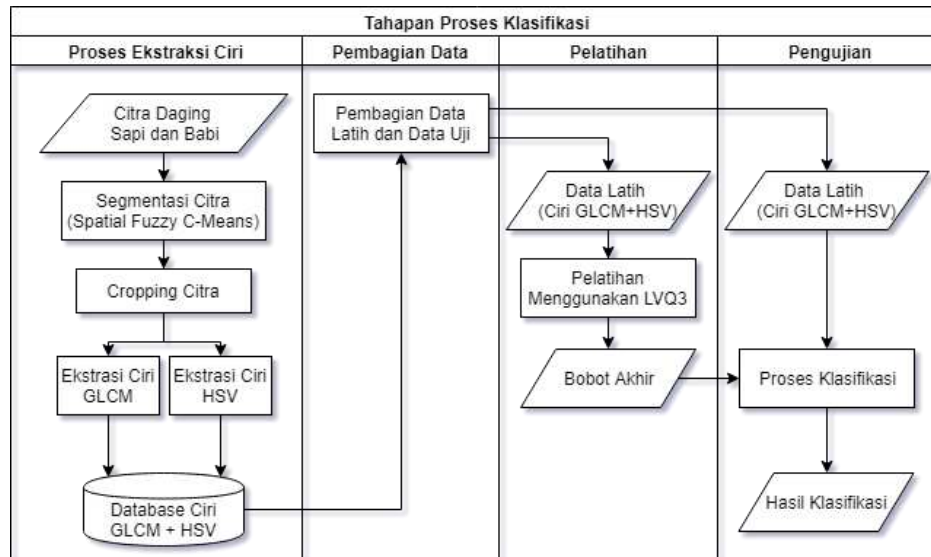 Tahapan Proses Klasifikasi
Proses Ekstraksi Ciri
Pembagian Data
Pelatihan
Pengujian
Citra Daging
Sapi dan Babi
Segmentasi Citra
(Spatial Fuzzy C-Means)
Cropping Citra
Ekstrasi Ciri
GLCM
Ekstrasi Ciri
HSV
Database Ciri
GLCM + HSV
Pembagian Data
Latih dan Data Uji
Data Latih
(Ciri GLCM+HSV)
Pelatihan
Menggunakan LVQ3
Bobot Akhir
Data Latih
(Ciri GLCM+HSV)
Proses Klasifikasi
Hasil Klasifikasi